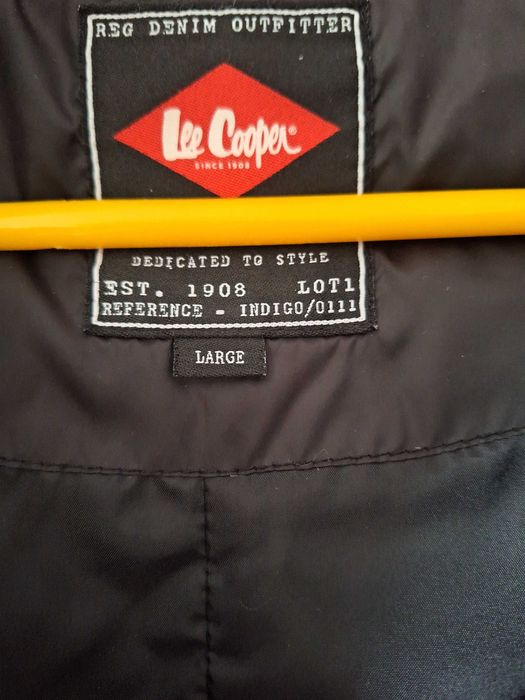 REG DENIM OUTFITTER
Lee Cooper®
SINCE 1908
DEDICATED TO STYLE
EST. 1908 LOT1
REFERENCE - INDIGO/0111
LARGE